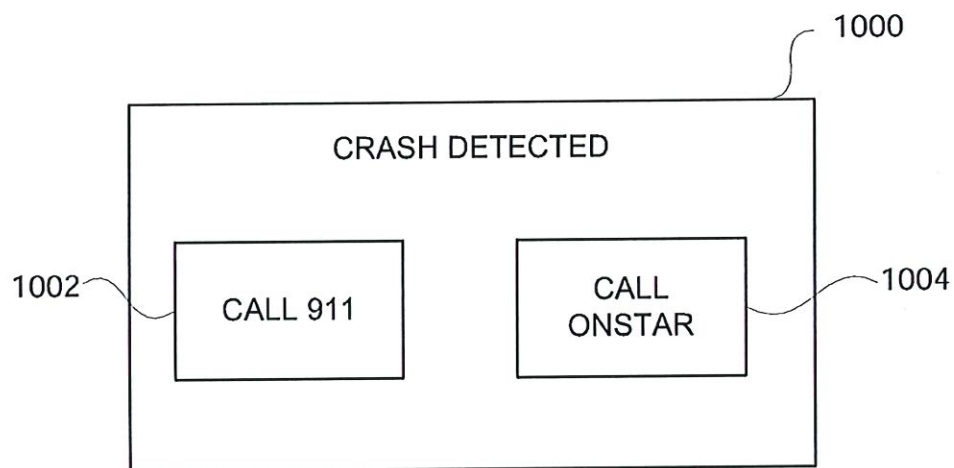 1000
CRASH DETECTED
1002
CALL 911
CALL
ONSTAR
1004